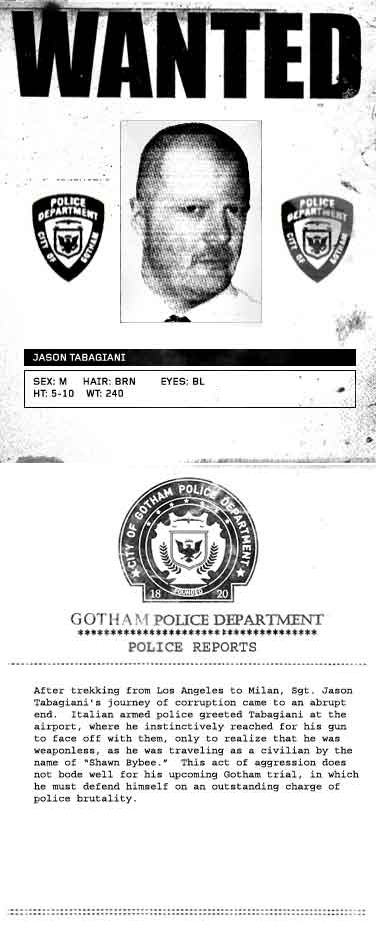 WANTED
POLICE
DEPARTMENT
CITY OF GOTHAM
POLICE
DEPARTMENT
CITY OF GOTHAM
JASON TABAGIANI
SEX: M HAIR: BRN EYES: BL
HT: 5-10 WT: 240
CITY OF GOTHAM POLICE DEPARTMENT
FOUNDED
18 20
GOTHAM POLICE DEPARTMENT
************************************
POLICE REPORTS
After trekking from Los Angeles to Milan, Sgt. Jason
Tabagiani's journey of corruption came to an abrupt
end. Italian armed police greeted Tabagiani at the
airport, where he instinctively reached for his gun
to face off with them, only to realize that he was
weaponless, as he was traveling as a civilian by the
name of "Shawn Bybee." This act of aggression does
not bode well for his upcoming Gotham trial, in which
he must defend himself on an outstanding charge of
police brutality.